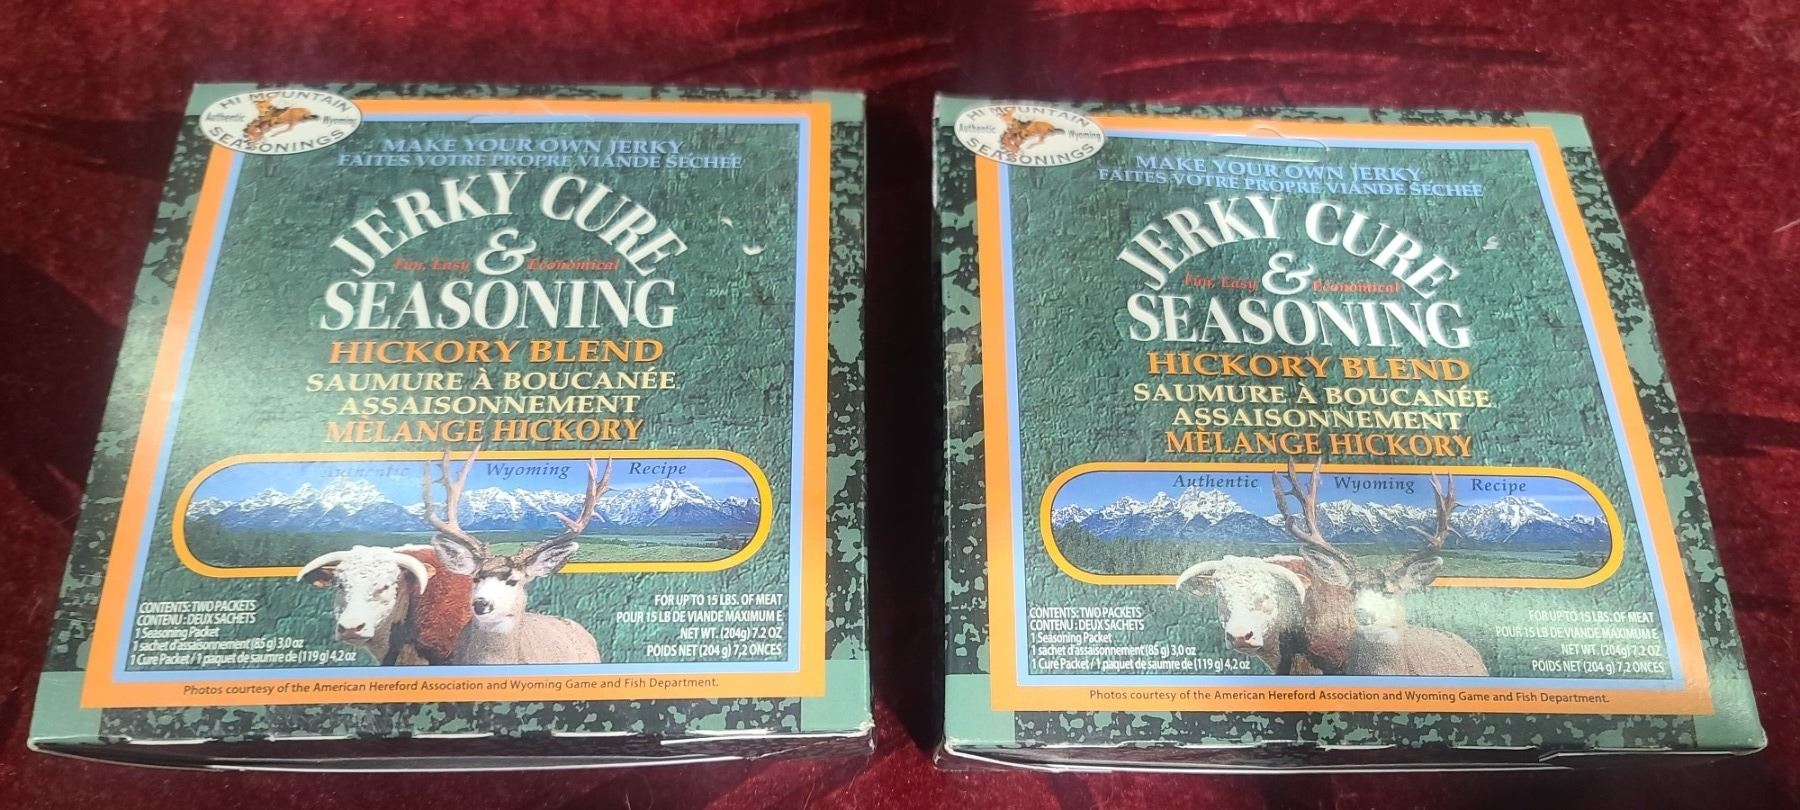 HI MOUNTAIN
Authentic Wyoming
SEASONINGS
MAKE YOUR OWN JERKY
FAITES VOTRE PROPRE VIANDE SÉCHÉE
JERKY CURE
&
Fun, Easy Economical
SEASONING
HICKORY BLEND
SAUMURE À BOUCANÉE
ASSAISONNEMENT
MÈLANGE HICKORY
Authentic Wyoming Recipe
CONTENTS: TWO PACKETS
CONTENU : DEUX SACHETS
1 Seasoning Packet
1 sachet d'assaisonnement (85 g) 3,0 oz
1 Cure Packet / 1 paquet de saumre de (119 g) 4,2 oz
FOR UP TO 15 LBS. OF MEAT
POUR 15 LB DE VIANDE MAXIMUM E
NET WT. (204g) 7.2 OZ
POIDS NET (204 g) 7,2 ONCES
Photos courtesy of the American Hereford Association and Wyoming Game and Fish Department.
HI MOUNTAIN
Authentic Wyoming
SEASONINGS
MAKE YOUR OWN JERKY
FAITES VOTRE PROPRE VIANDE SÉCHÉE
JERKY CURE
&
Fun, Easy Economical
SEASONING
HICKORY BLEND
SAUMURE À BOUCANÉE
ASSAISONNEMENT
MÈLANGE HICKORY
Authentic Wyoming Recipe
CONTENTS: TWO PACKETS
CONTENU : DEUX SACHETS
1 Seasoning Packet
1 sachet d'assaisonnement (85 g) 3,0 oz
1 Cure Packet / 1 paquet de saumre de (119 g) 4,2 oz
FOR UP TO 15 LBS. OF MEAT
POUR 15 LB DE VIANDE MAXIMUM E
NET WT. (204g) 7.2 OZ
POIDS NET (204 g) 7,2 ONCES
Photos courtesy of the American Hereford Association and Wyoming Game and Fish Department.